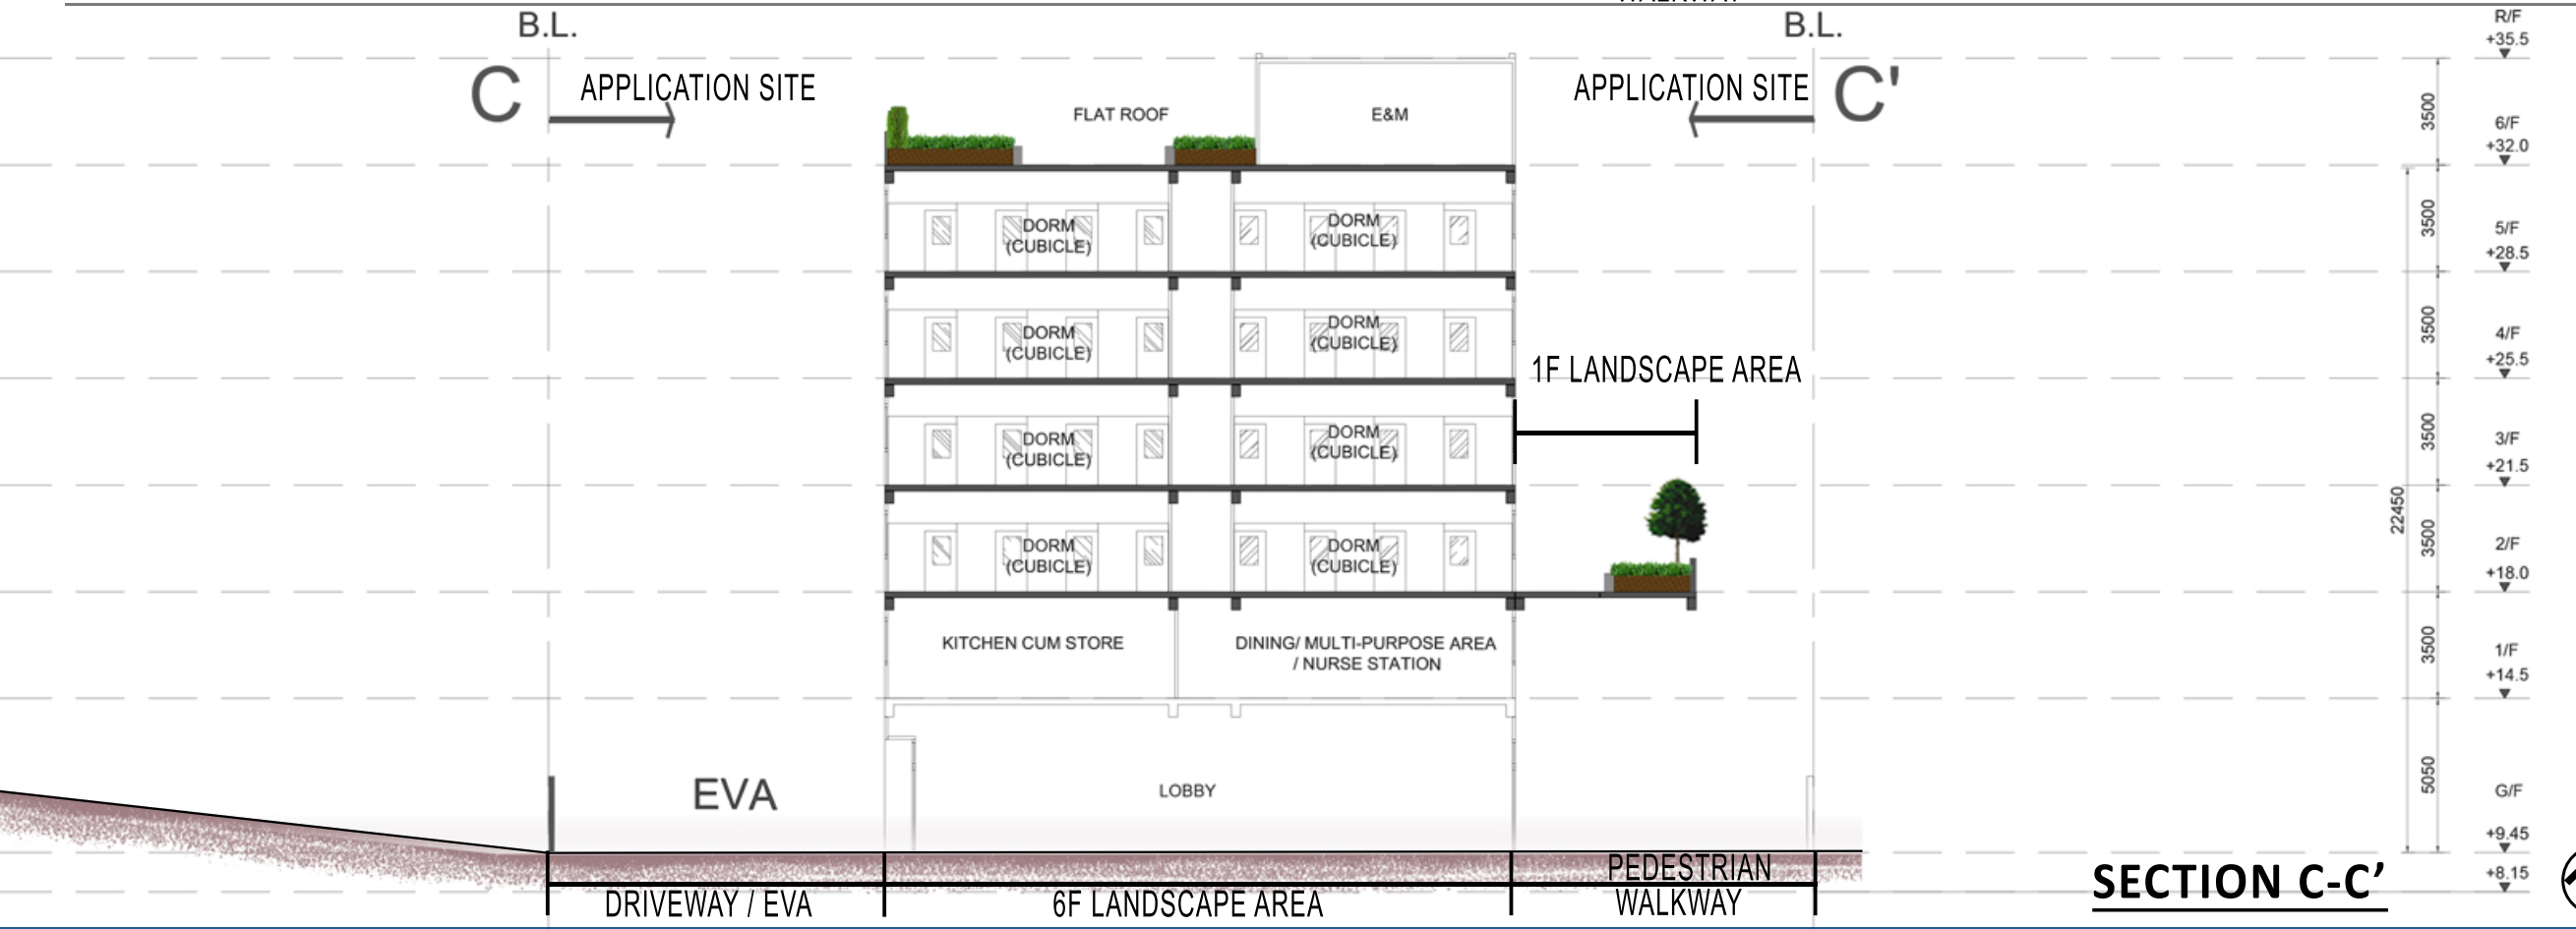 B.L.
B.L.
R/F
+35.5
C
APPLICATION SITE
APPLICATION SITE
C'
FLAT ROOF
E&M
3500
6/F
+32.0
DORM
(CUBICLE)
DORM
(CUBICLE)
3500
5/F
+28.5
DORM
(CUBICLE)
DORM
(CUBICLE)
3500
4/F
+25.5
1F LANDSCAPE AREA
DORM
(CUBICLE)
DORM
(CUBICLE)
3500
3/F
+21.5
22450
DORM
(CUBICLE)
DORM
(CUBICLE)
3500
2/F
+18.0
KITCHEN CUM STORE
DINING/ MULTI-PURPOSE AREA
/ NURSE STATION
3500
1/F
+14.5
EVA
LOBBY
5050
G/F
+9.45
+8.15
DRIVEWAY / EVA
6F LANDSCAPE AREA
PEDESTRIAN
WALKWAY
SECTION C-C’